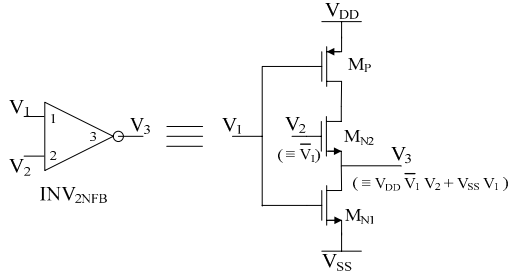 V_DD
M_P
V_1
1
3
V_3
V_2
2
INV_2NFB
V_1
V_2
M_N2
(≡ V̅_1)
V_3
(≡ V_DD V̅_1 V_2 + V_SS V_1 )
M_N1
V_SS